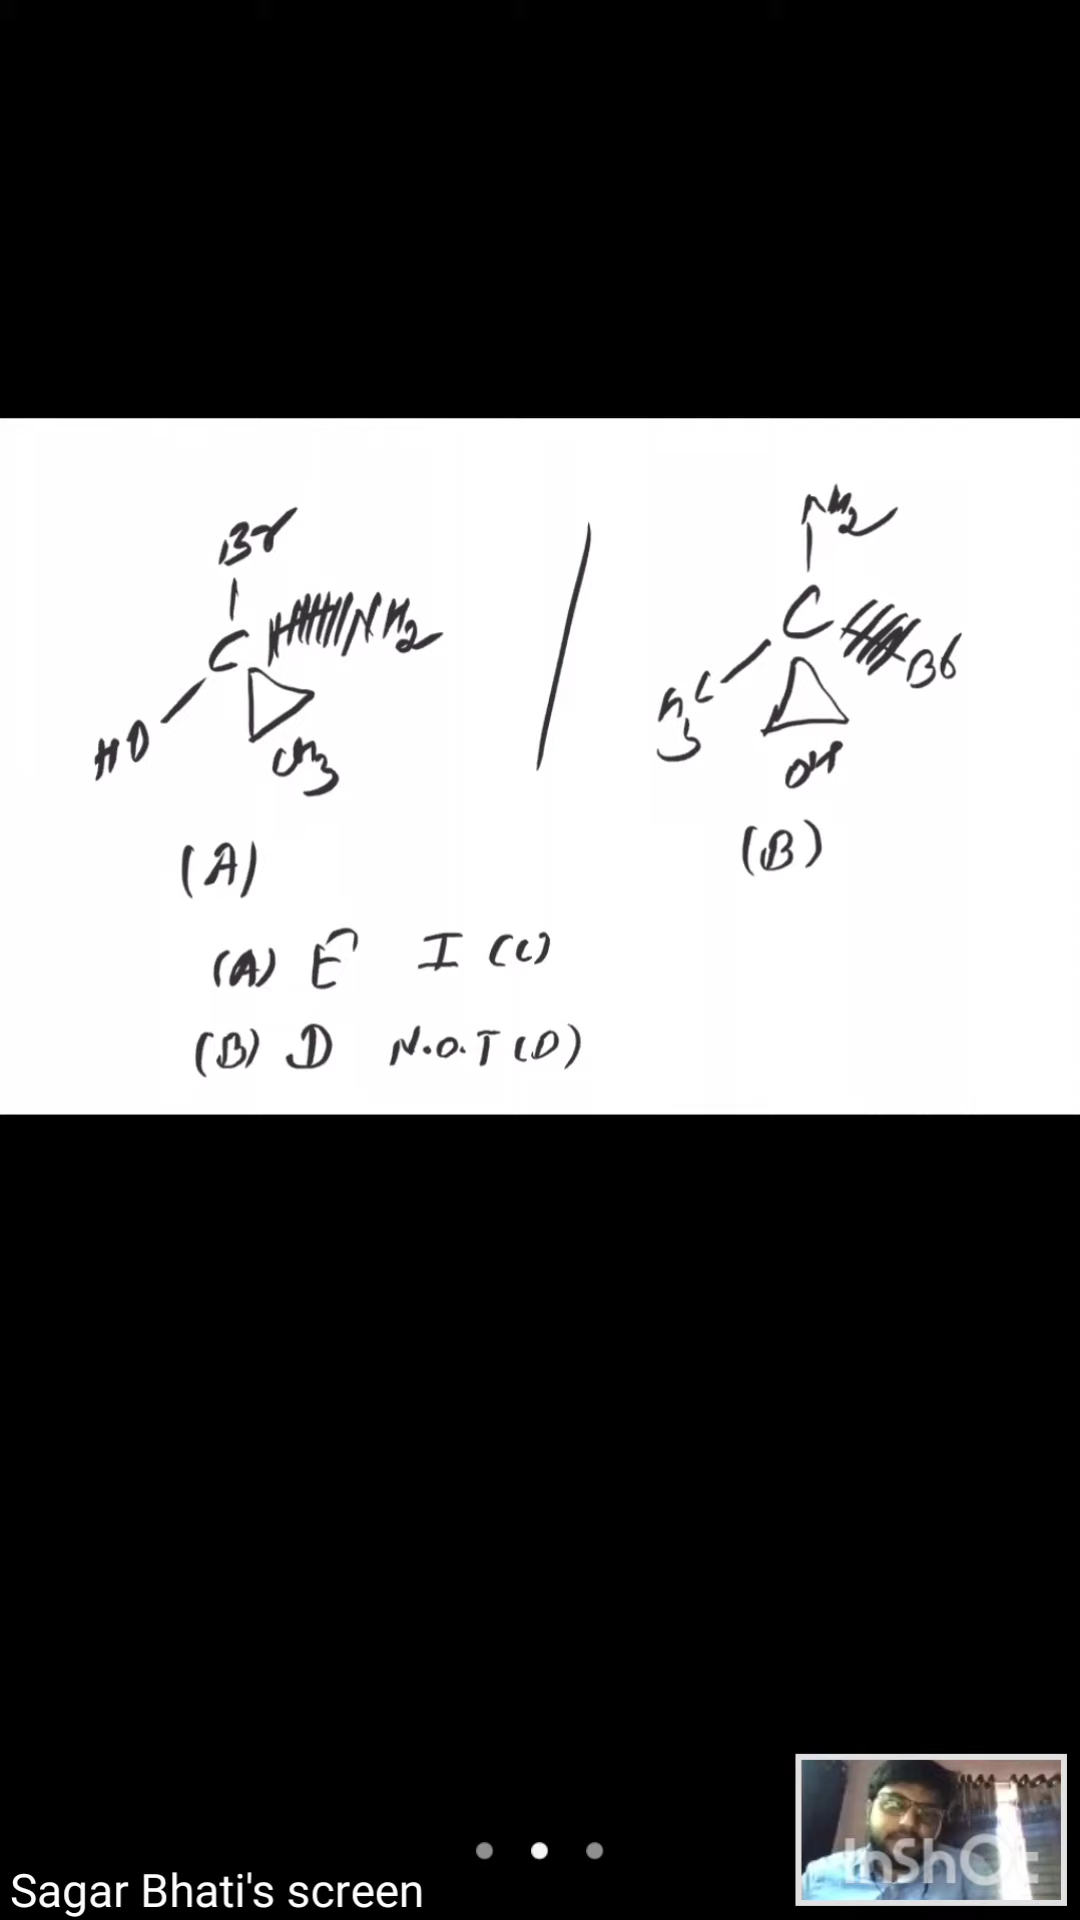 Br
C NH2
HO
CH3
(A)
NH2
C
H3C
Br
OH
(B)
(A) E I (C)
(B) D N.O.T (D)
InShOt
Sagar Bhati's screen